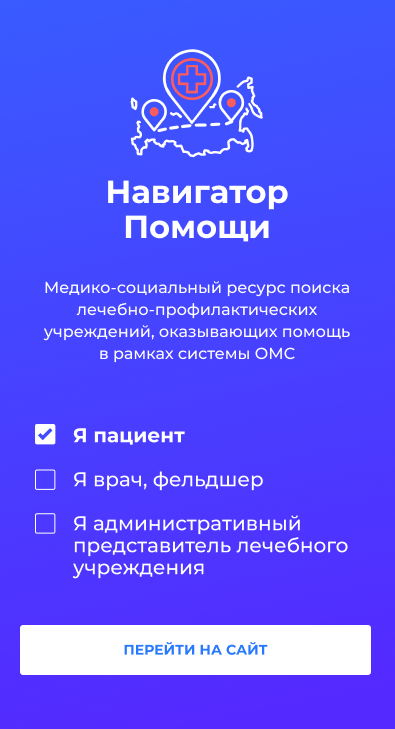 Навигатор
Помощи
Медико-социальный ресурс поиска
лечебно-профилактических
учреждений, оказывающих помощь
в рамках системы ОМС
Я пациент
Я врач, фельдшер
Я административный
представитель лечебного
учреждения
ПЕРЕЙТИ НА САЙТ